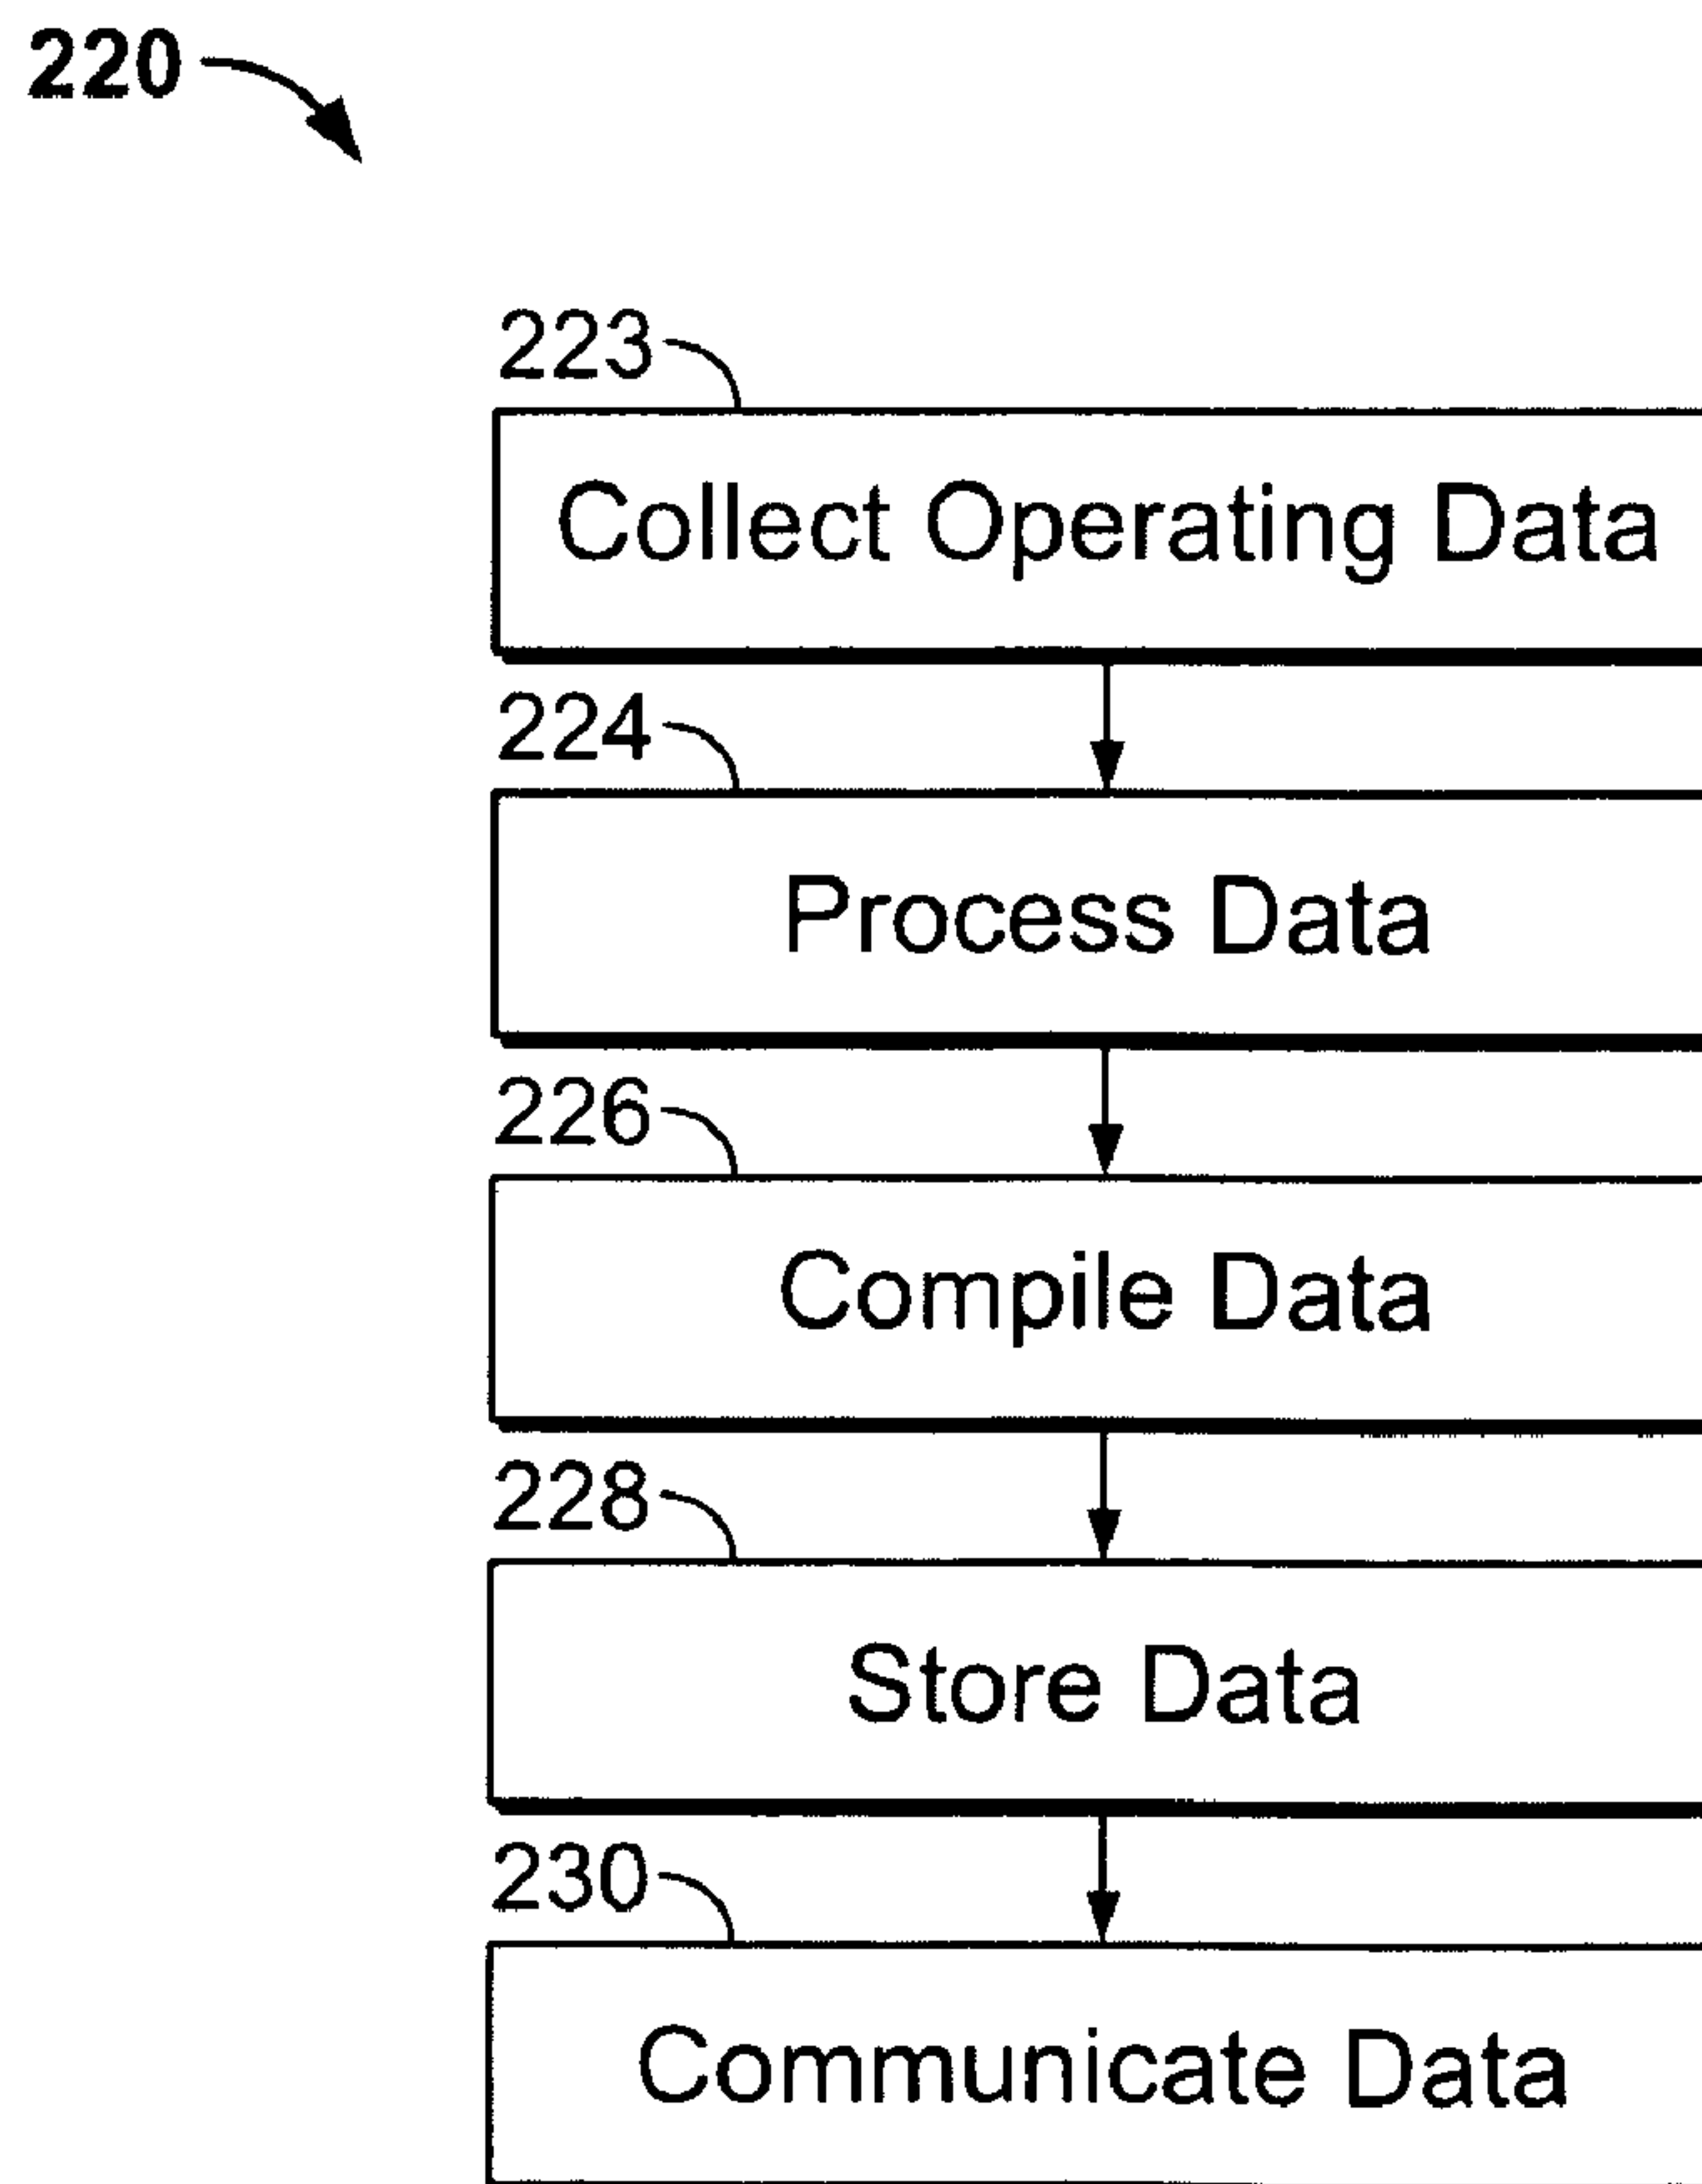 220
223
Collect Operating Data
224
Process Data
226
Compile Data
228
Store Data
230
Communicate Data